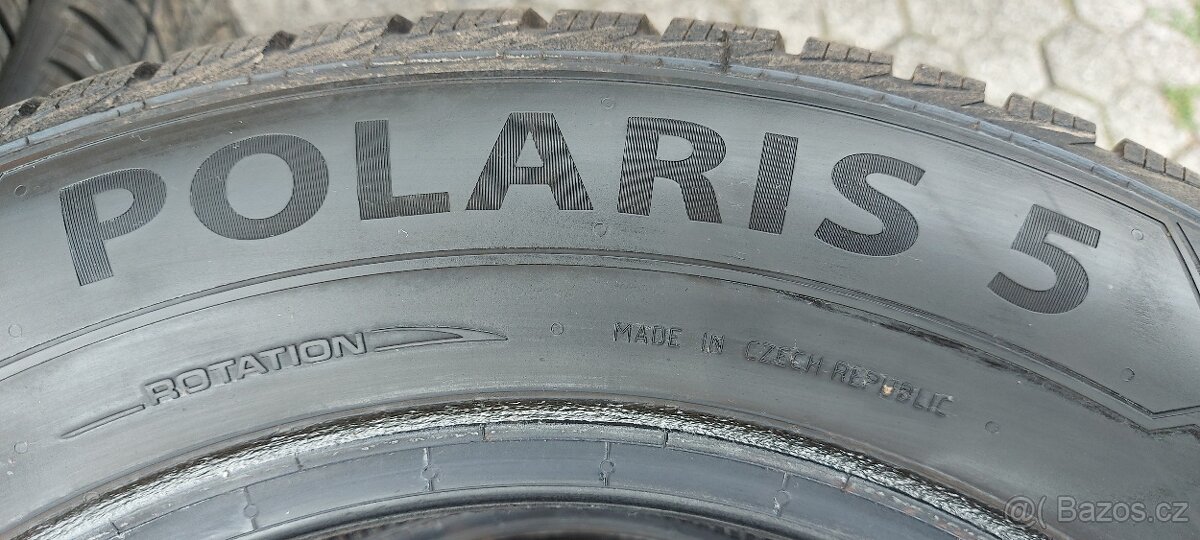 POLARIS 5
ROTATION
MADE IN CZECH REPUBLIC
@( Bazos.cz